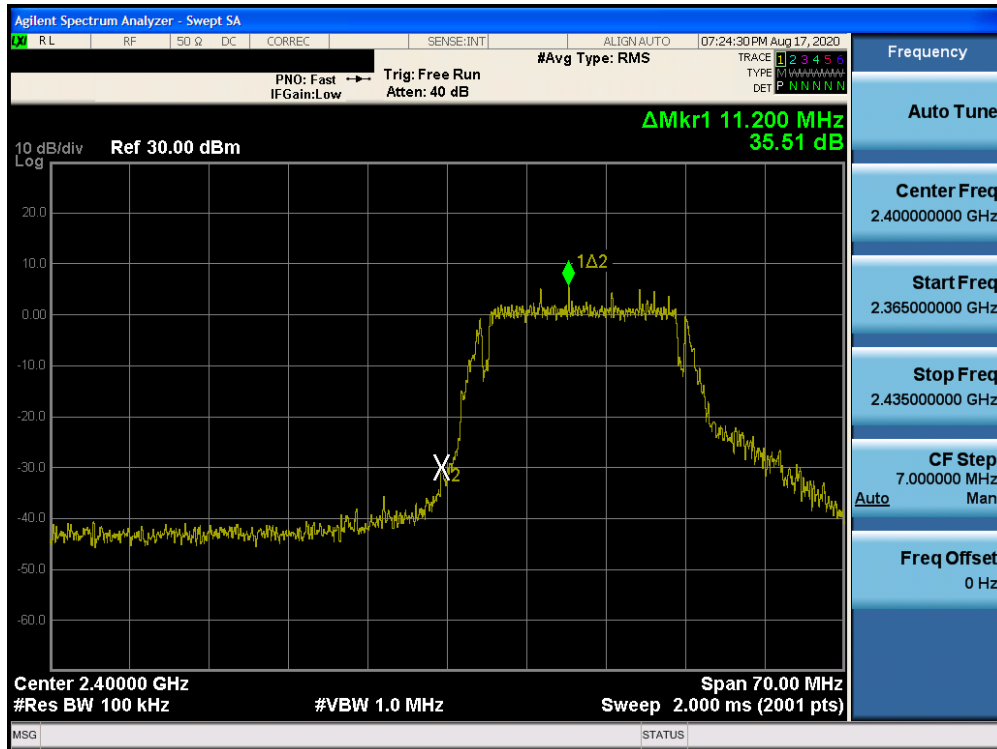 Agilent Spectrum Analyzer - Swept SA
LXI RL RF 50 Ω DC CORREC SENSE:INT ALIGN AUTO 07:24:30 PM Aug 17, 2020
Frequency
#Avg Type: RMS
TRACE 1 2 3 4 5 6
PNO: Fast Trig: Free Run
TYPE M WWWWW
IFGain:Low Atten: 40 dB
DET P N N N N N
Auto Tune
ΔMkr1 11.200 MHz
35.51 dB
10 dB/div Ref 30.00 dBm
Log
20.0
10.0
0.00
-10.0
-20.0
-30.0
-40.0
-50.0
-60.0
1Δ2
2
Center Freq
2.400000000 GHz
Start Freq
2.365000000 GHz
Stop Freq
2.435000000 GHz
CF Step
7.000000 MHz
Auto Man
Freq Offset
0 Hz
Center 2.40000 GHz Span 70.00 MHz
#Res BW 100 kHz #VBW 1.0 MHz Sweep 2.000 ms (2001 pts)
MSG STATUS